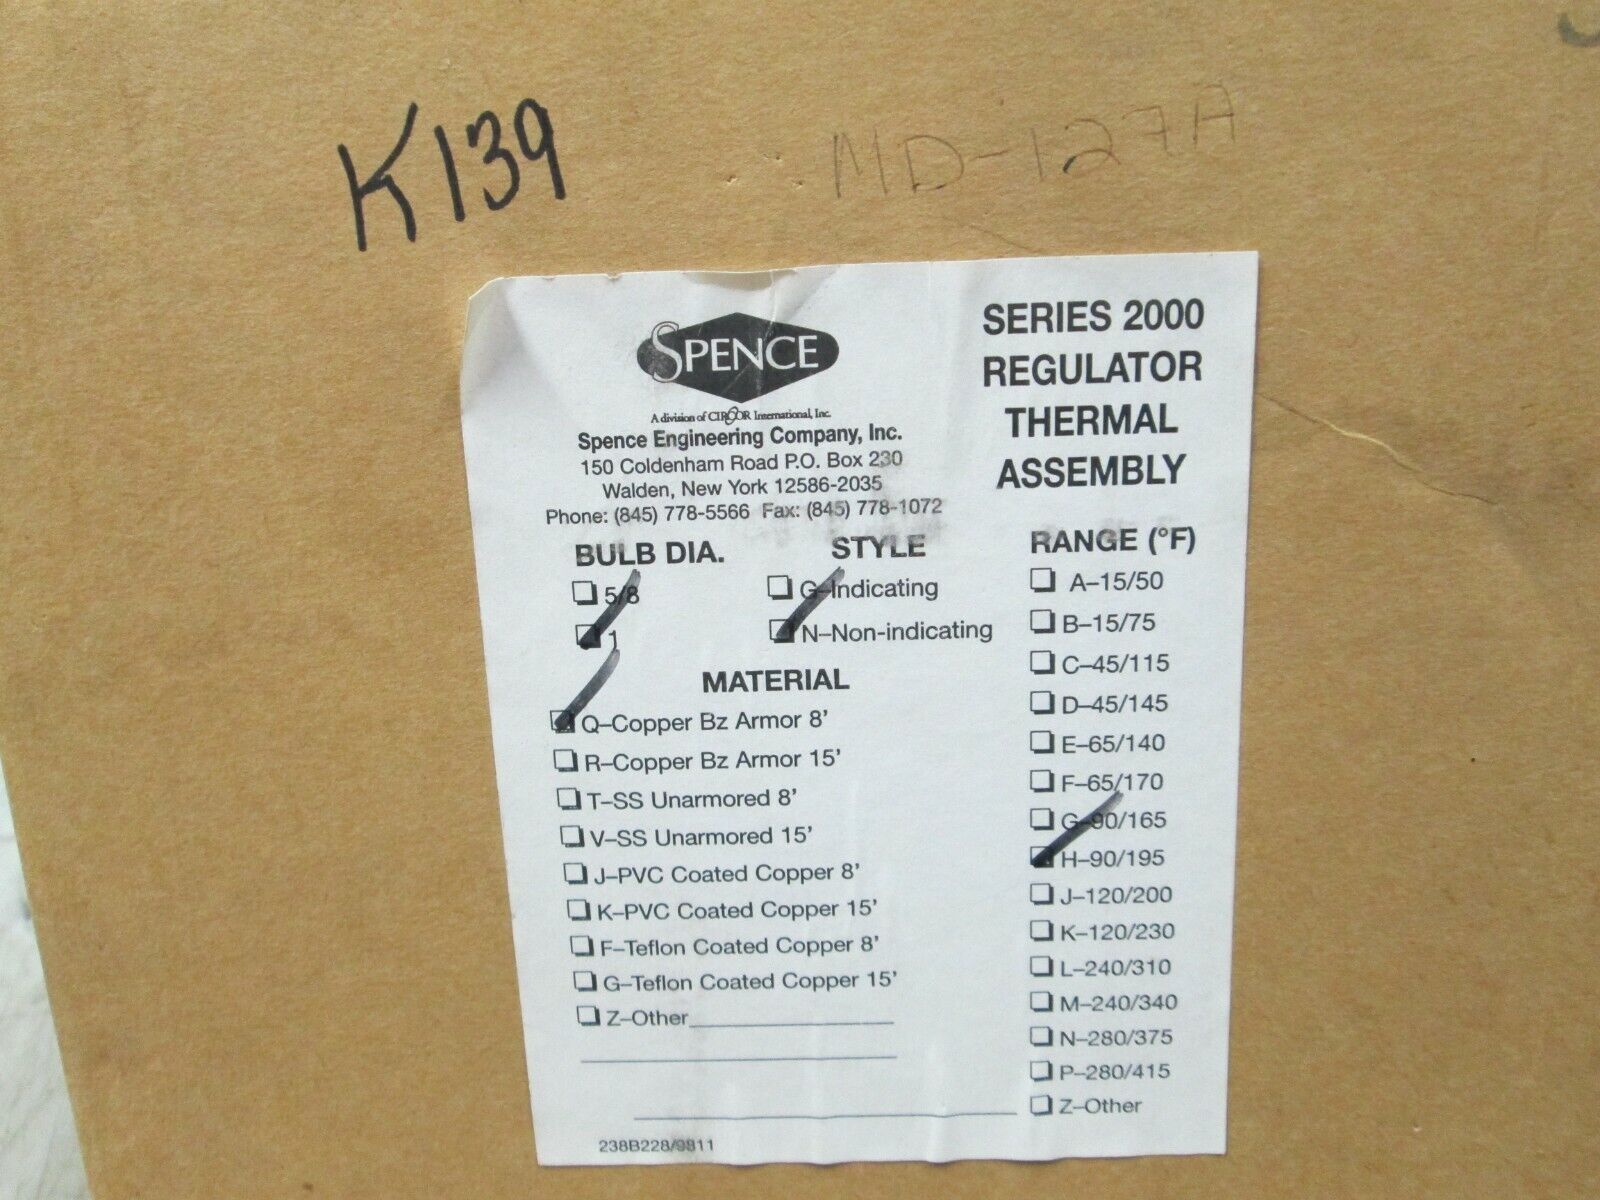 K139
MD-127A
SPENCE
A division of CIRCOR International, Inc.
Spence Engineering Company, Inc.
150 Coldenham Road P.O. Box 230
Walden, New York 12586-2035
Phone: (845) 778-5566 Fax: (845) 778-1072
SERIES 2000
REGULATOR
THERMAL
ASSEMBLY
BULB DIA.
5/8
1
STYLE
G–Indicating
N–Non-indicating
MATERIAL
Q–Copper Bz Armor 8'
R–Copper Bz Armor 15'
T–SS Unarmored 8'
V–SS Unarmored 15'
J–PVC Coated Copper 8'
K–PVC Coated Copper 15'
F–Teflon Coated Copper 8'
G–Teflon Coated Copper 15'
Z–Other
RANGE (°F)
A–15/50
B–15/75
C–45/115
D–45/145
E–65/140
F–65/170
G–90/165
H–90/195
J–120/200
K–120/230
L–240/310
M–240/340
N–280/375
P–280/415
Z–Other
238B228/9811